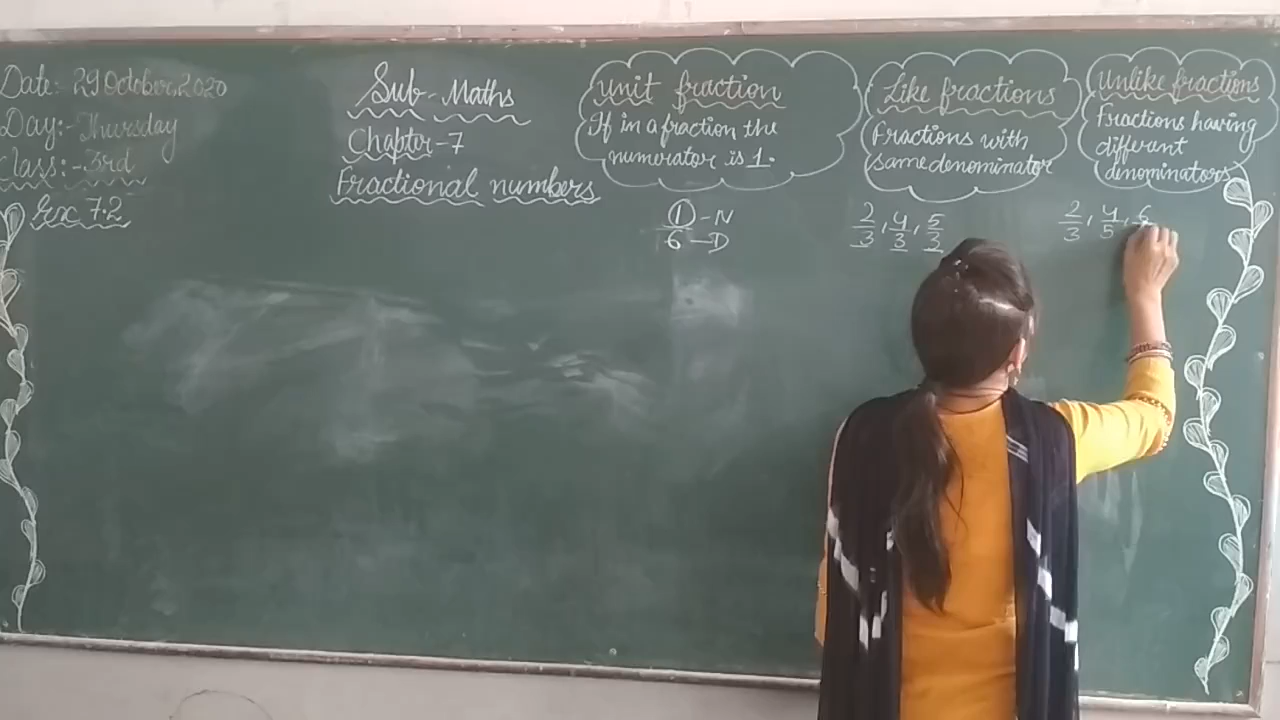 Date: 29 October, 2020
Day:- Thursday
Class:- 3rd
Exc 7.2
Sub - Maths
Chapter-7
Fractional numbers
Unit fraction
If in a fraction the
numerator is 1.
1 - N
6 - D
Like fractions
Fractions with
same denominator
2/3, 4/3, 5/3
Unlike fractions
Fractions having
different
denominators
2/3, 4/5, 6